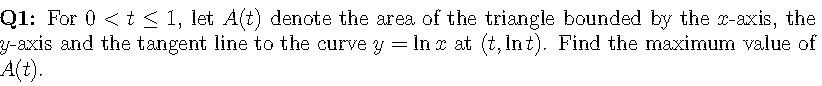 Q1: For 0 < t ≤ 1, let A(t) denote the area of the triangle bounded by the x-axis, the
y-axis and the tangent line to the curve y = ln x at (t, ln t). Find the maximum value of
A(t).